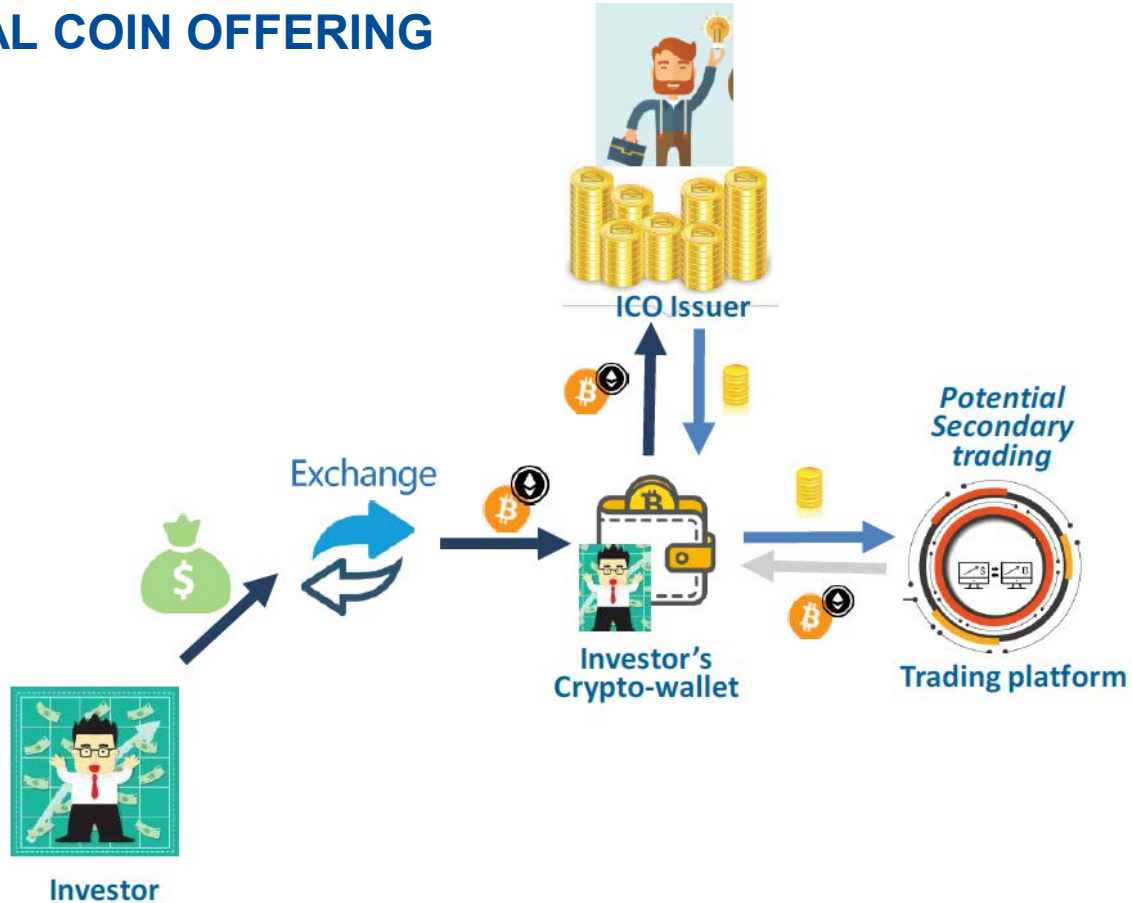 AL COIN OFFERING
ICO Issuer
Potential
Secondary
trading
Exchange
$
Investor's
Crypto-wallet
Trading platform
Investor